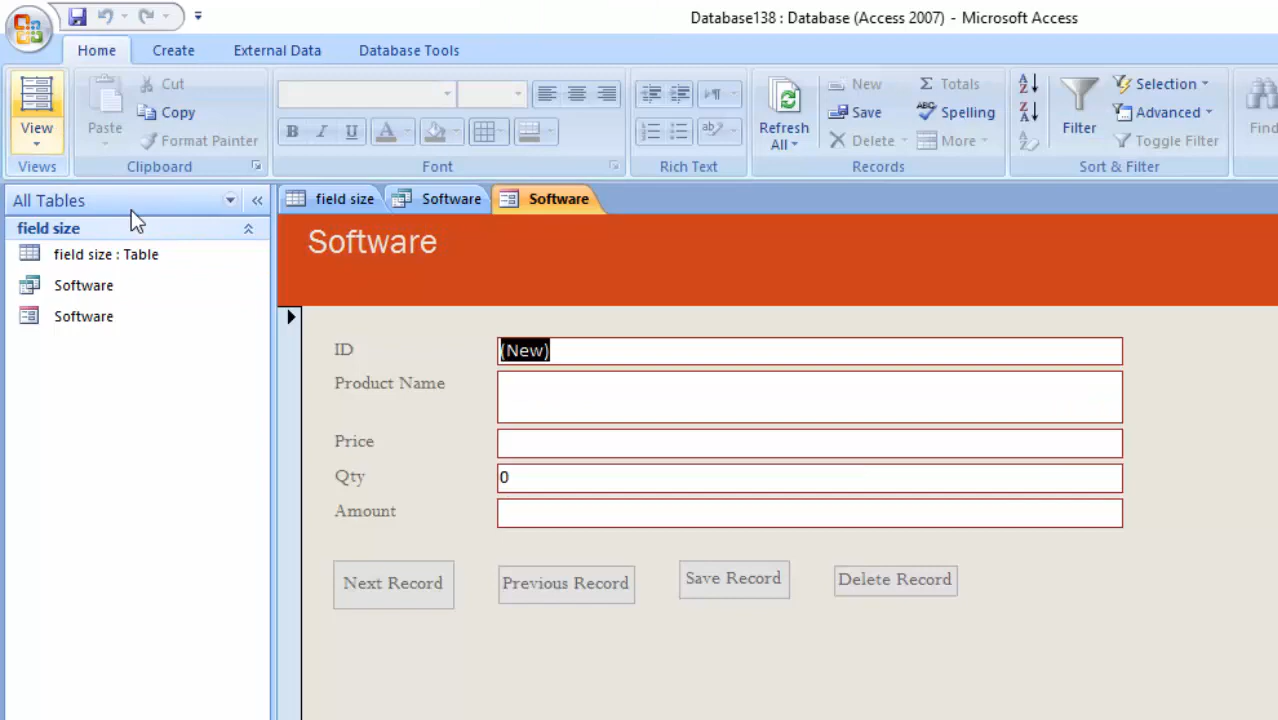 Database138 : Database (Access 2007) - Microsoft Access
Home Create External Data Database Tools
View
Views
Paste
Cut
Copy
Format Painter
Clipboard
B I U A
Font
ab
Rich Text
Refresh
All
New
Save
Delete
Totals
Spelling
More
Records
Filter
Selection
Advanced
Toggle Filter
Sort & Filter
Find
All Tables
field size
field size : Table
Software
Software
field size Software Software
Software
ID (New)
Product Name
Price
Qty 0
Amount
Next Record Previous Record Save Record Delete Record